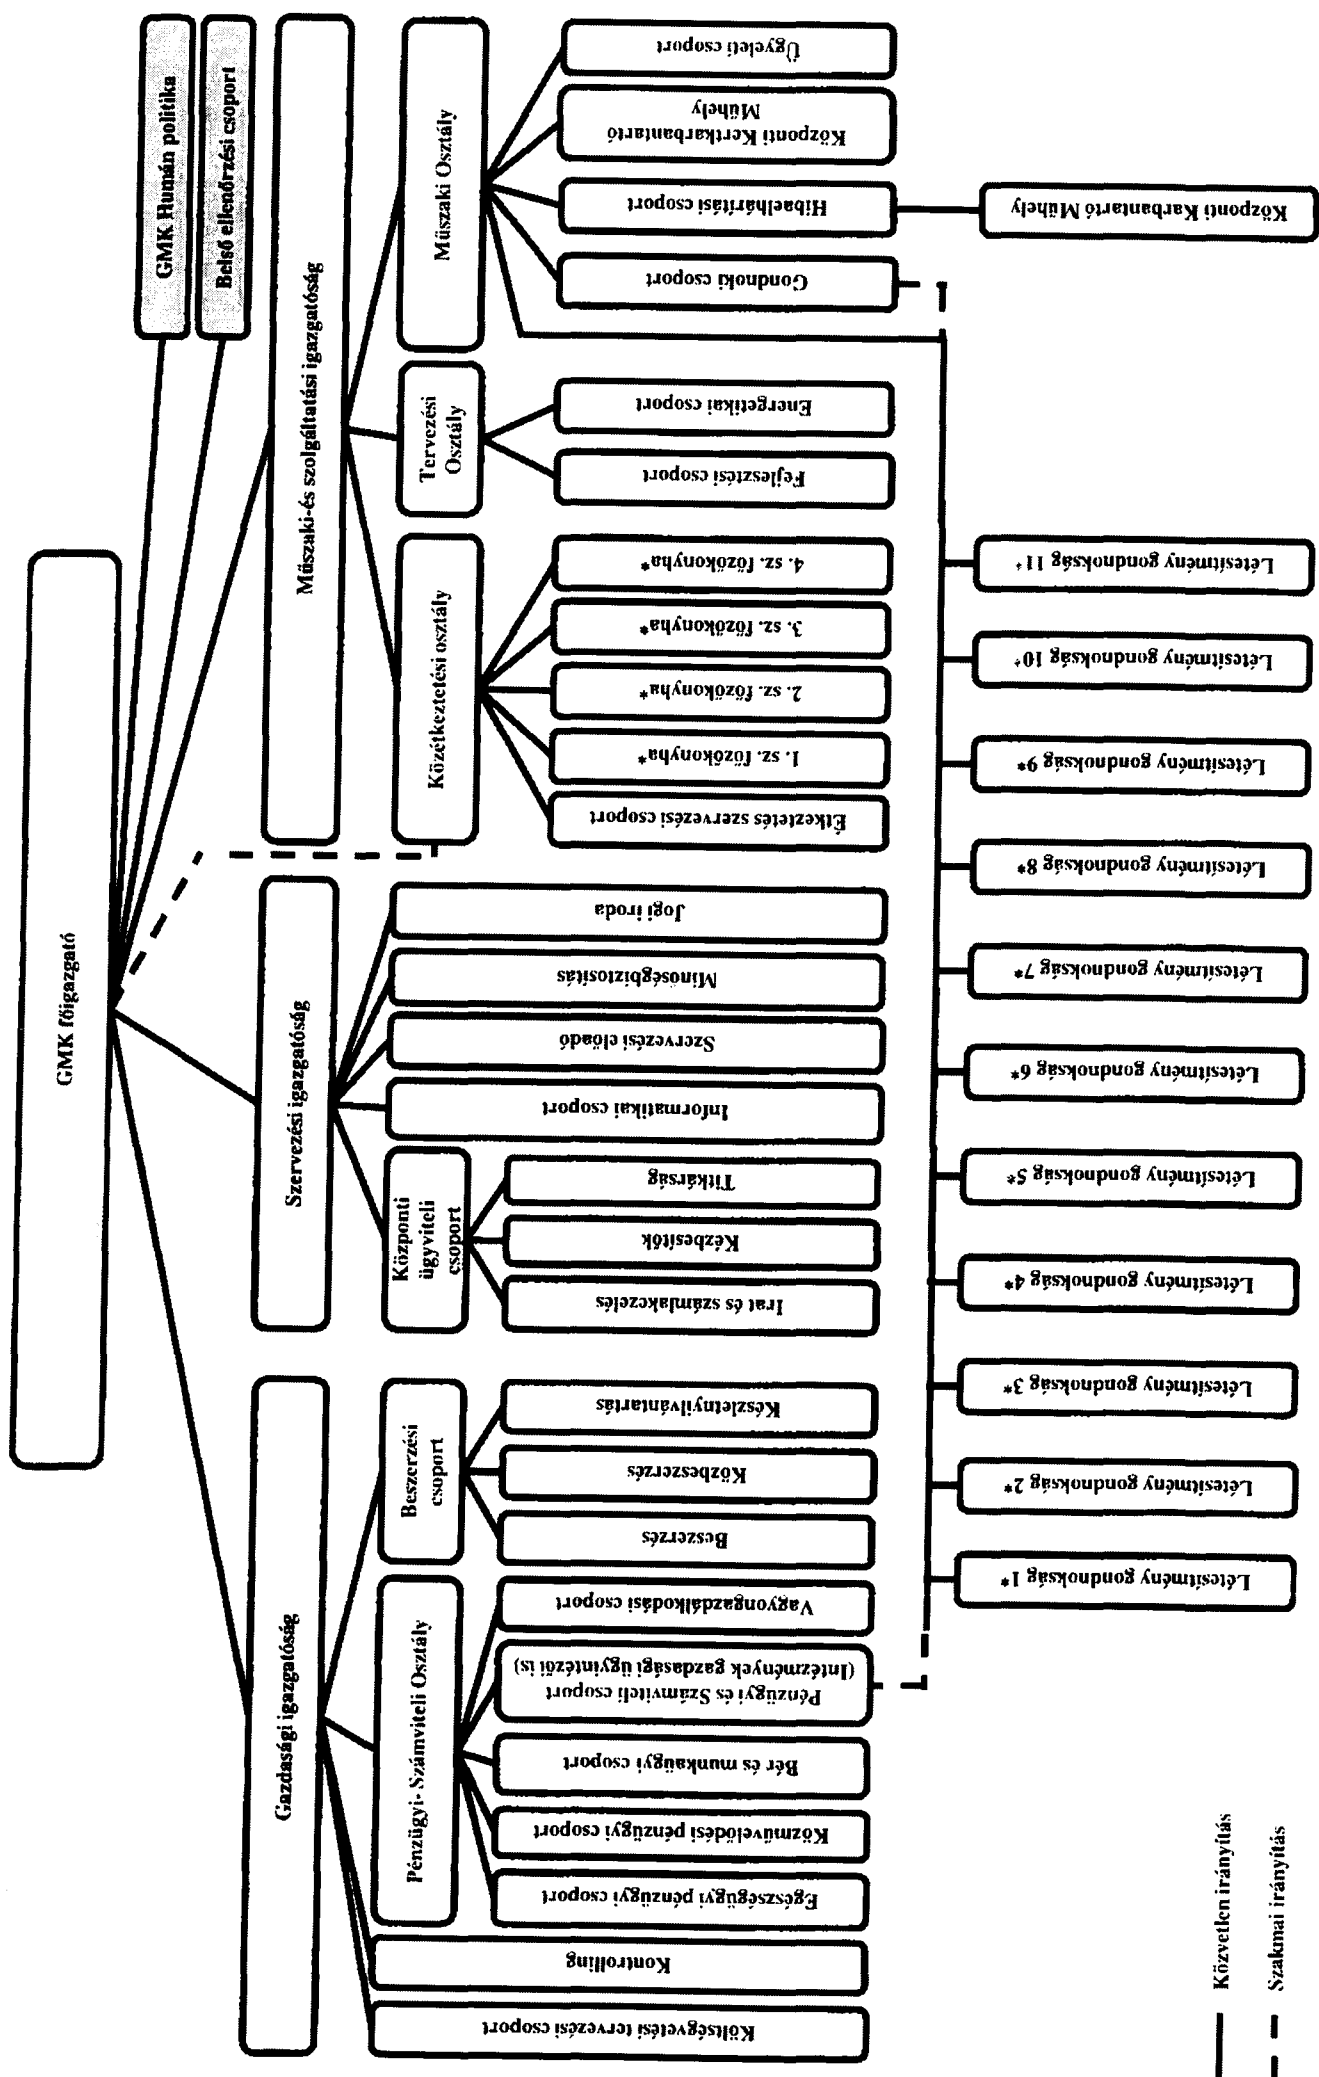 GMK főigazgató
GMK Humán politika
Belső ellenőrzési csoport
Gazdasági igazgatóság
Szervezési igazgatóság
Műszaki-és szolgáltatási igazgatóság
Költségvetési tervezési csoport
Kontrolling
Pénzügyi- Számviteli Osztály
Egészségügyi pénzügyi csoport
Közművelődési pénzügyi csoport
Bér és munkaügyi csoport
Pénzügyi és Számviteli csoport
(Intézmények gazdasági ügyintézői is)
Vagyongazdálkodási csoport
Beszerzési
csoport
Beszerzés
Közbeszerzés
Készletnyilvántartás
Központi
ügyviteli
csoport
Irat és számlakezelés
Kézbesítők
Titkárság
Informatikai csoport
Szervezési előadó
Minőségbiztosítás
Jogi iroda
Közétkeztetési osztály
Étkeztetés szervezési csoport
1. sz. főzőkonyha*
2. sz. főzőkonyha*
3. sz. főzőkonyha*
4. sz. főzőkonyha*
Tervezési
Osztály
Fejlesztési csoport
Energetikai csoport
Műszaki Osztály
Gondnoki csoport
Hibaelhárítási csoport
Központi Kertkarbantartó
Műhely
Ügyeleti csoport
Központi Karbantartó Műhely
Létesítmény gondnokság 1*
Létesítmény gondnokság 2*
Létesítmény gondnokság 3*
Létesítmény gondnokság 4*
Létesítmény gondnokság 5*
Létesítmény gondnokság 6*
Létesítmény gondnokság 7*
Létesítmény gondnokság 8*
Létesítmény gondnokság 9*
Létesítmény gondnokság 10*
Létesítmény gondnokság 11*
Közvetlen irányítás
Szakmai irányítás